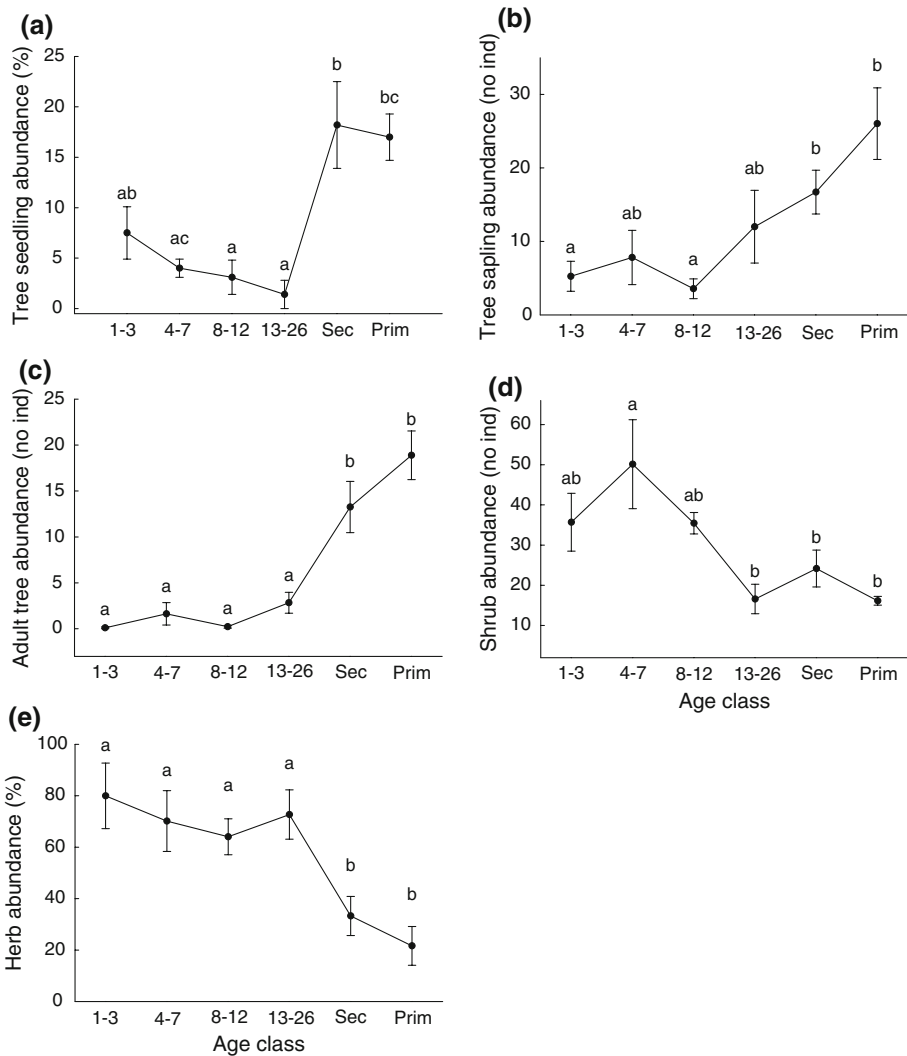 (a)
Tree seedling abundance (%)
25
20
15
10
5
0
ab
ac
a
a
b
bc
1-3
4-7
8-12
13-26
Sec
Prim
(b)
Tree sapling abundance (no ind)
30
20
10
0
a
ab
a
ab
b
b
1-3
4-7
8-12
13-26
Sec
Prim
(c)
Adult tree abundance (no ind)
25
20
15
10
5
0
a
a
a
a
b
b
1-3
4-7
8-12
13-26
Sec
Prim
(d)
Shrub abundance (no ind)
60
50
40
30
20
10
ab
a
ab
b
b
b
1-3
4-7
8-12
13-26
Sec
Prim
Age class
(e)
Herb abundance (%)
100
80
60
40
20
0
a
a
a
a
b
b
1-3
4-7
8-12
13-26
Sec
Prim
Age class